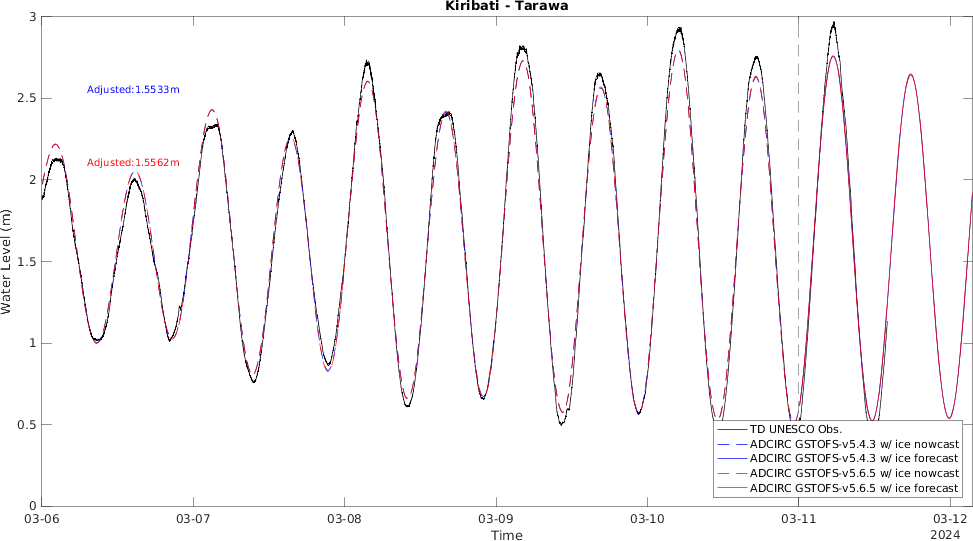 Kiribati - Tarawa
3
2.5
2
1.5
1
0.5
0
Water Level (m)
Adjusted:1.5533m
Adjusted:1.5562m
TD UNESCO Obs.
ADCIRC GSTOFS-v5.4.3 w/ ice nowcast
ADCIRC GSTOFS-v5.4.3 w/ ice forecast
ADCIRC GSTOFS-v5.6.5 w/ ice nowcast
ADCIRC GSTOFS-v5.6.5 w/ ice forecast
03-06 03-07 03-08 03-09 03-10 03-11 03-12
Time 2024